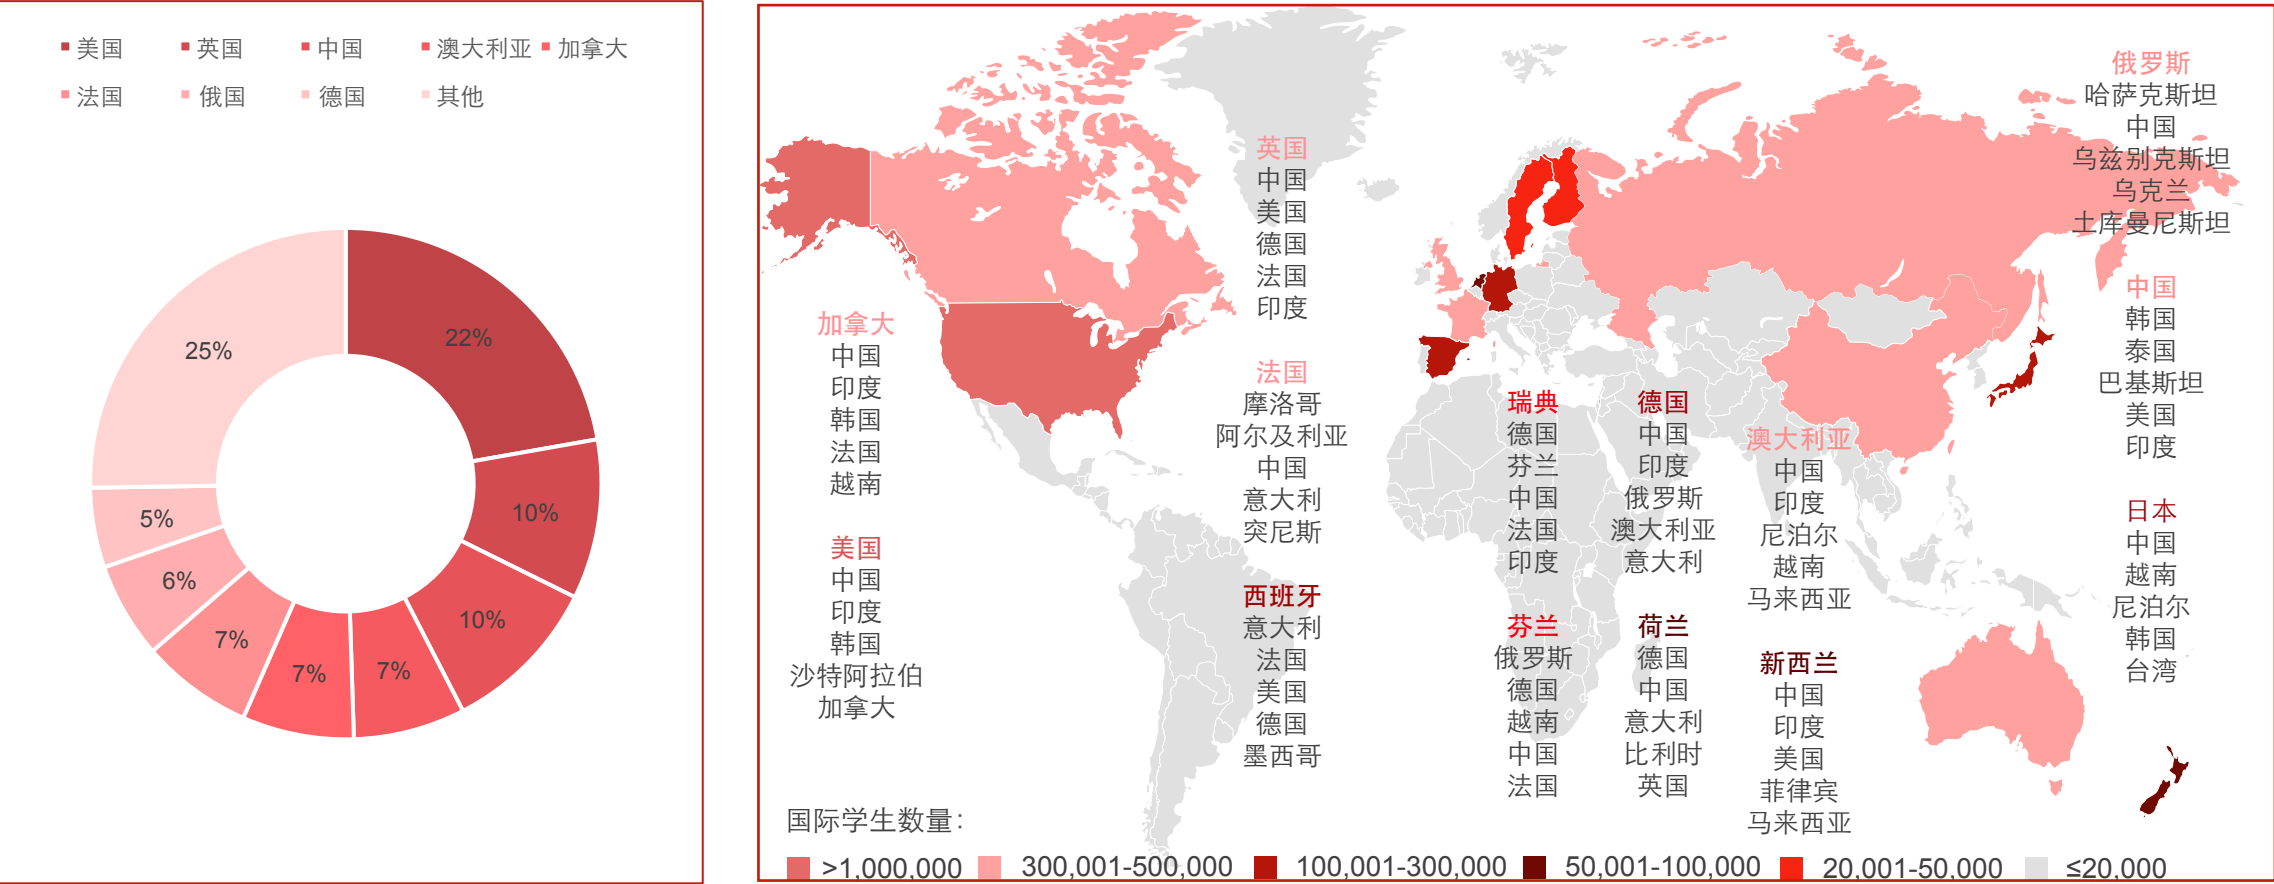 美国 英国 中国 澳大利亚 加拿大
法国 俄国 德国 其他
22%
10%
10%
7%
7%
7%
6%
5%
25%
加拿大
中国
印度
韩国
法国
越南
美国
中国
印度
韩国
沙特阿拉伯
加拿大
英国
中国
美国
德国
法国
印度
法国
摩洛哥
阿尔及利亚
中国
意大利
突尼斯
西班牙
意大利
法国
美国
德国
墨西哥
瑞典
德国
芬兰
中国
法国
印度
芬兰
俄罗斯
德国
越南
中国
法国
德国
中国
印度
俄罗斯
澳大利亚
意大利
荷兰
德国
中国
意大利
比利时
英国
澳大利亚
中国
印度
尼泊尔
越南
马来西亚
新西兰
中国
印度
美国
菲律宾
马来西亚
俄罗斯
哈萨克斯坦
中国
乌兹别克斯坦
乌克兰
土库曼尼斯坦
中国
韩国
泰国
巴基斯坦
美国
印度
日本
中国
越南
尼泊尔
韩国
台湾
国际学生数量：
>1,000,000 300,001-500,000 100,001-300,000 50,001-100,000 20,001-50,000 ≤20,000